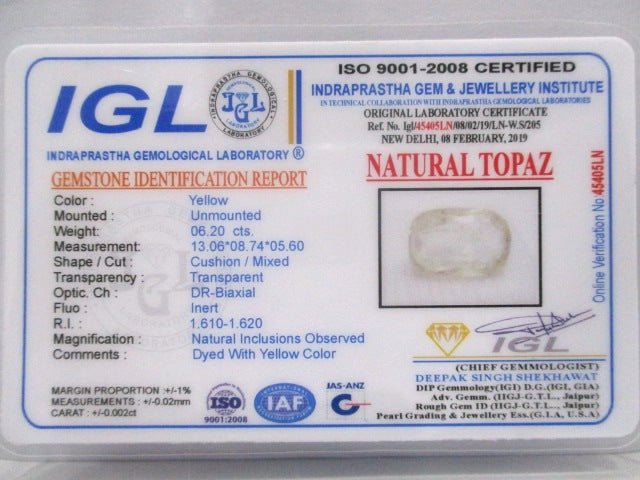 IGL
INDRAPRASTHA GEMOLOGICAL LABORATORY
IGL
INDRAPRASTHA GEMOLOGICAL LABORATORY ®
GEMSTONE IDENTIFICATION REPORT
Color : Yellow
Mounted : Unmounted
Weight: 06.20 cts.
Measurement: 13.06*08.74*05.60
Shape / Cut : Cushion / Mixed
Transparency : Transparent
Optic. Ch : DR-Biaxial
Fluo : Inert
R.I. : 1.610-1.620
Magnification : Natural Inclusions Observed
Comments : Dyed With Yellow Color
MARGIN PROPORTION :+/-1%
MEASUREMENTS : +/-0.02mm
CARAT : +/-0.002ct
ISO
9001:2008
IAF
JAS-ANZ
ISO 9001-2008 CERTIFIED
INDRAPRASTHA GEM & JEWELLERY INSTITUTE
IN TECHNICAL COLLABORATION WITH INDRAPRASTHA GEMOLOGICAL LABORATORIES
ORIGINAL LABORATORY CERTIFICATE
Ref. No. Igl/45405LN/08/02/19/LN-W.S/205
NEW DELHI, 08 FEBRUARY, 2019
NATURAL TOPAZ
Online Verification No.45405LN
IGL
(CHIEF GEMMOLOGIST)
DEEPAK SINGH SHEKHAWAT
DIP Gemmology(IGI) D.G.(IGI, GIA)
Adv. Gemm. (IIGJ-G.T.L., Jaipur)
Rough Gem ID (IIGJ-G.T.L., Jaipur)
Pearl Grading & Jewellery Ess.(G.I.A, U.S.A)